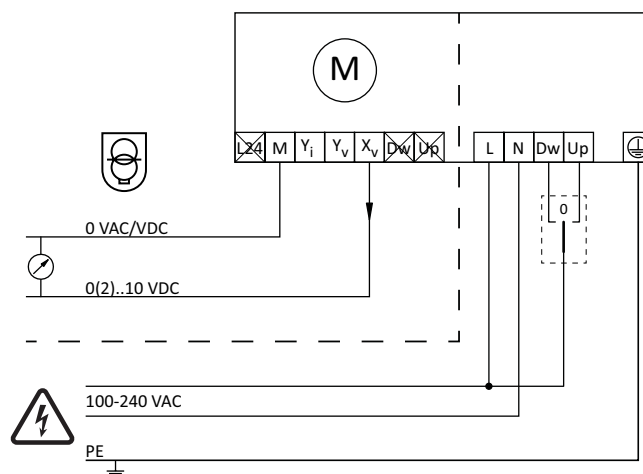 M
L24 M Yi Yv Xv Dw Up L N Dw Up
0
0 VAC/VDC
0(2)..10 VDC
100-240 VAC
PE